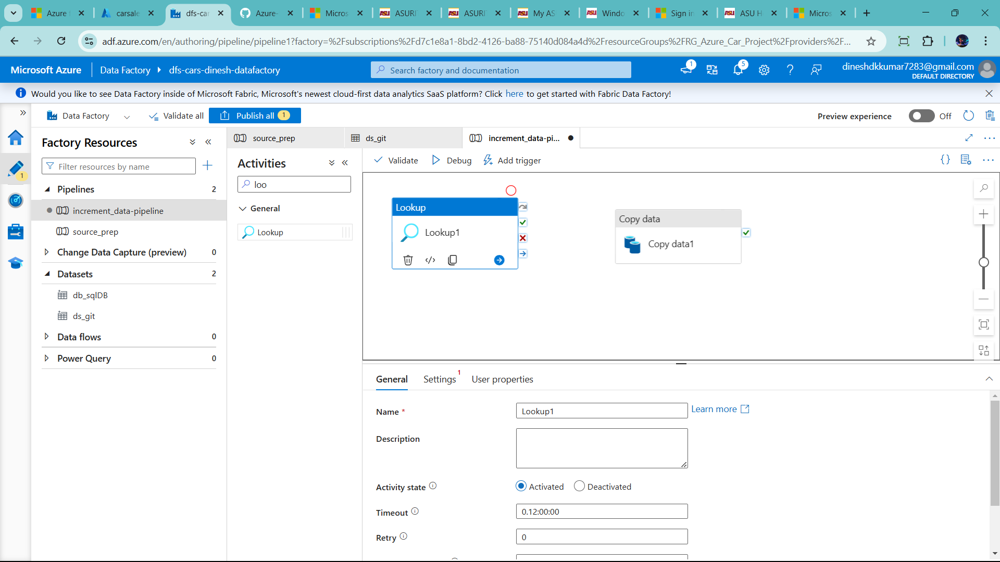 Azure
carsale
dfs-car
Azure-
Micros
ASURI
ASURI
My AS
Windo
Sign in
ASU H
Micros
adf.azure.com/en/authoring/pipeline/pipeline1?factory=%2Fsubscriptions%2Fd7c1e8a1-8bd2-4126-ba88-75140d084a4d%2FresourceGroups%2FRG_Azure_Car_Project%2Fproviders%2F...
Microsoft Azure
Data Factory
dfs-cars-dinesh-datafactory
Search factory and documentation
1
5
dineshdkkumar7283@gmail.com
DEFAULT DIRECTORY
Would you like to see Data Factory inside of Microsoft Fabric, Microsoft's newest cloud-first data analytics SaaS platform? Click here to get started with Fabric Data Factory!
Data Factory
Validate all
Publish all 1
Preview experience
Off
1
Factory Resources
Filter resources by name
Pipelines 2
increment_data-pipeline
source_prep
Change Data Capture (preview) 0
Datasets 2
db_sqlDB
ds_git
Data flows 0
Power Query 0
source_prep
ds_git
increment_data-pi...
Activities
loo
General
Lookup
Validate
Debug
Add trigger
Lookup
Lookup1
Copy data
Copy data1
General
Settings 1
User properties
Name *
Lookup1
Learn more
Description
Activity state
Activated
Deactivated
Timeout
0.12:00:00
Retry
0